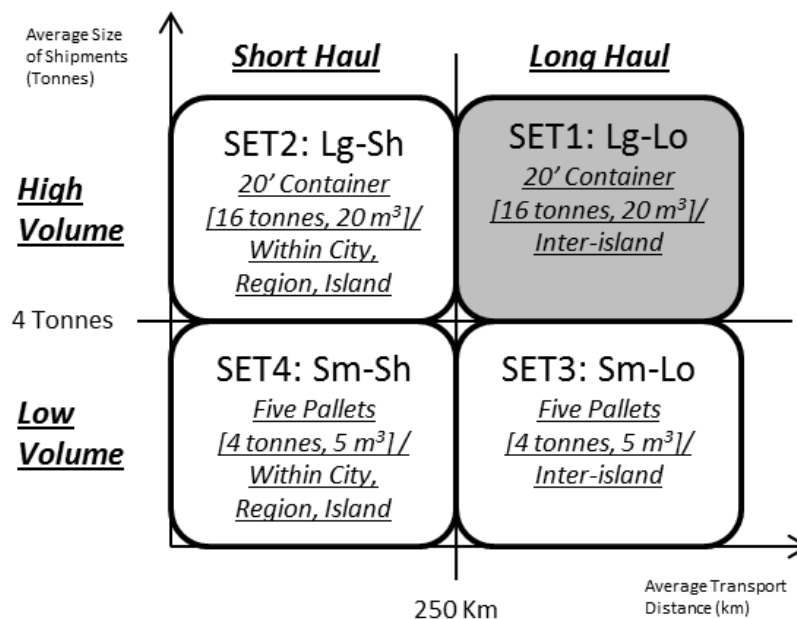 Average Size
of Shipments
(Tonnes)
Short Haul
Long Haul
High
Volume
SET2: Lg-Sh
20' Container
[16 tonnes, 20 m³]/
Within City,
Region, Island
SET1: Lg-Lo
20' Container
[16 tonnes, 20 m³]/
Inter-island
4 Tonnes
Low
Volume
SET4: Sm-Sh
Five Pallets
[4 tonnes, 5 m³]/
Within City,
Region, Island
SET3: Sm-Lo
Five Pallets
[4 tonnes, 5 m³]/
Inter-island
250 Km
Average Transport
Distance (km)